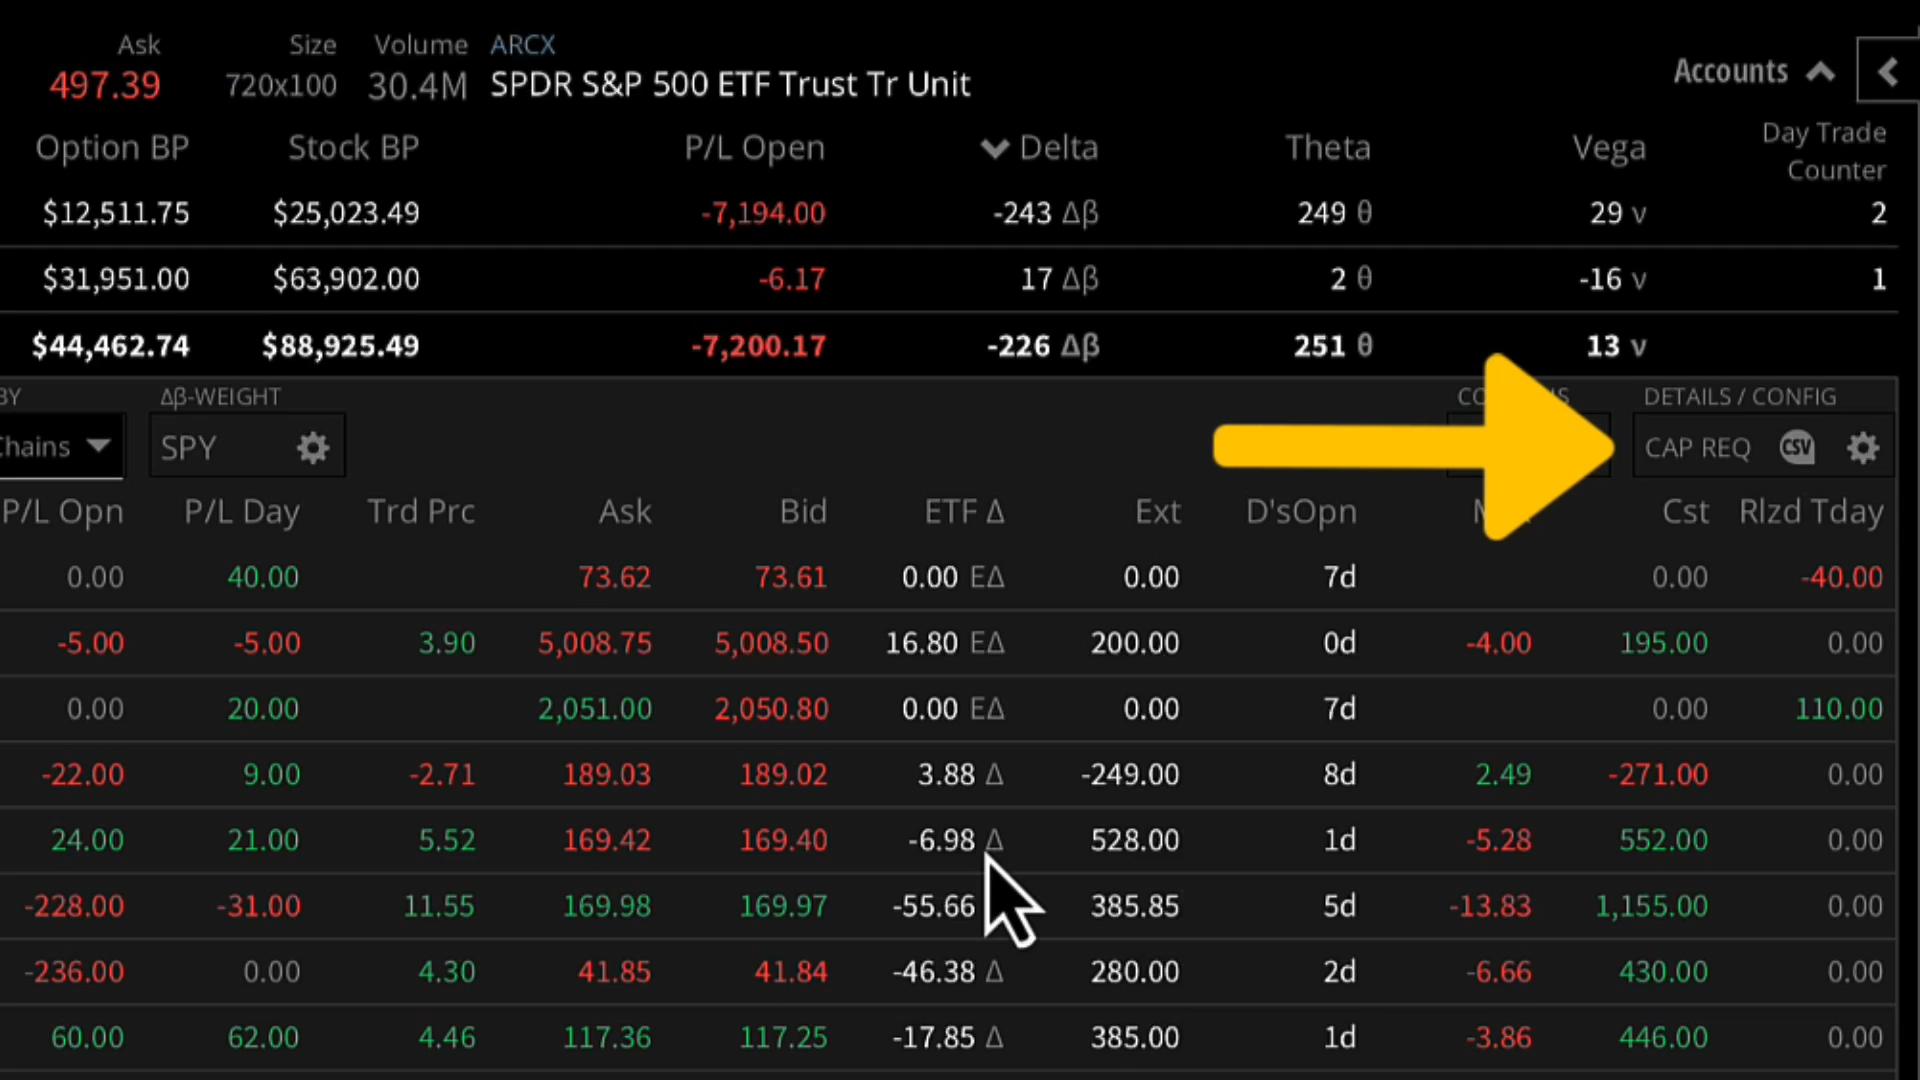 Ask Size Volume ARCX
497.39 720x100 30.4M SPDR S&P 500 ETF Trust Tr Unit
Accounts
Option BP Stock BP P/L Open Delta Theta Vega Day Trade Counter
$12,511.75 $25,023.49 -7,194.00 -243 Δβ 249 θ 29 ν 2
$31,951.00 $63,902.00 -6.17 17 Δβ 2 θ -16 ν 1
$44,462.74 $88,925.49 -7,200.17 -226 Δβ 251 θ 13 ν
BY Δβ-WEIGHT DETAILS / CONFIG
Chains SPY CAP REQ CSV
P/L Opn P/L Day Trd Prc Ask Bid ETF Δ Ext D'sOpn Cst Rlzd Tday
0.00 40.00 73.62 73.61 0.00 EΔ 0.00 7d 0.00 -40.00
-5.00 -5.00 3.90 5,008.75 5,008.50 16.80 EΔ 200.00 0d -4.00 195.00 0.00
0.00 20.00 2,051.00 2,050.80 0.00 EΔ 0.00 7d 0.00 110.00
-22.00 9.00 -2.71 189.03 189.02 3.88 Δ -249.00 8d 2.49 -271.00 0.00
24.00 21.00 5.52 169.42 169.40 -6.98 Δ 528.00 1d -5.28 552.00 0.00
-228.00 -31.00 11.55 169.98 169.97 -55.66 385.85 5d -13.83 1,155.00 0.00
-236.00 0.00 4.30 41.85 41.84 -46.38 Δ 280.00 2d -6.66 430.00 0.00
60.00 62.00 4.46 117.36 117.25 -17.85 Δ 385.00 1d -3.86 446.00 0.00